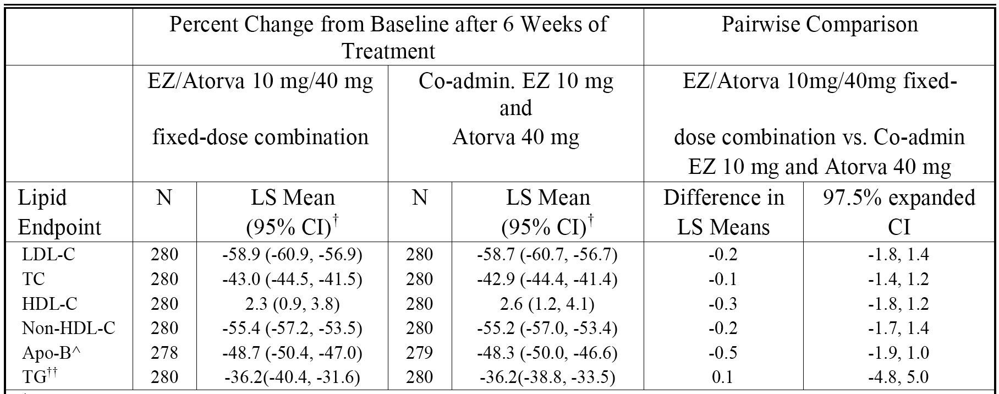 Percent Change from Baseline after 6 Weeks of Treatment
Pairwise Comparison
EZ/Atorva 10 mg/40 mg
fixed-dose combination
Co-admin. EZ 10 mg
and
Atorva 40 mg
EZ/Atorva 10mg/40mg fixed-
dose combination vs. Co-admin
EZ 10 mg and Atorva 40 mg
Lipid Endpoint N LS Mean (95% CI)† N LS Mean (95% CI)† Difference in LS Means 97.5% expanded CI
LDL-C 280 -58.9 (-60.9, -56.9) 280 -58.7 (-60.7, -56.7) -0.2 -1.8, 1.4
TC 280 -43.0 (-44.5, -41.5) 280 -42.9 (-44.4, -41.4) -0.1 -1.4, 1.2
HDL-C 280 2.3 (0.9, 3.8) 280 2.6 (1.2, 4.1) -0.3 -1.8, 1.2
Non-HDL-C 280 -55.4 (-57.2, -53.5) 280 -55.2 (-57.0, -53.4) -0.2 -1.7, 1.4
Apo-B^ 278 -48.7 (-50.4, -47.0) 279 -48.3 (-50.0, -46.6) -0.5 -1.9, 1.0
TG†† 280 -36.2(-40.4, -31.6) 280 -36.2(-38.8, -33.5) 0.1 -4.8, 5.0